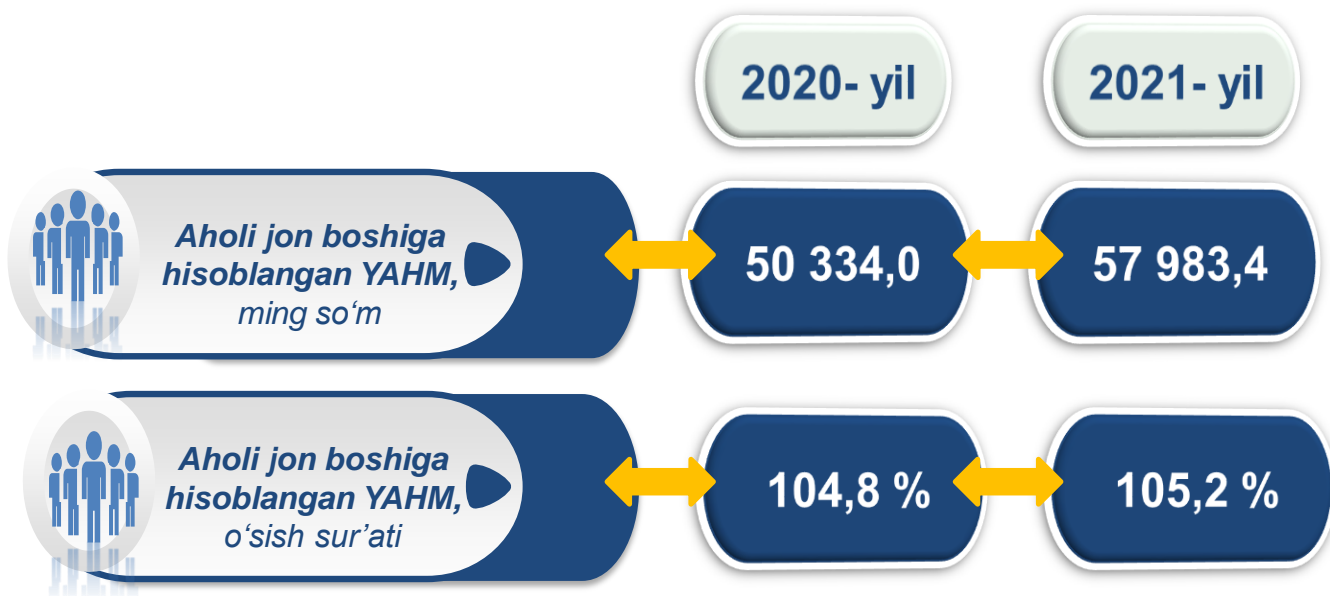 2020- yil
2021- yil
Aholi jon boshiga
hisoblangan YAHM,
ming so‘m
50 334,0
57 983,4
Aholi jon boshiga
hisoblangan YAHM,
o‘sish sur’ati
104,8 %
105,2 %